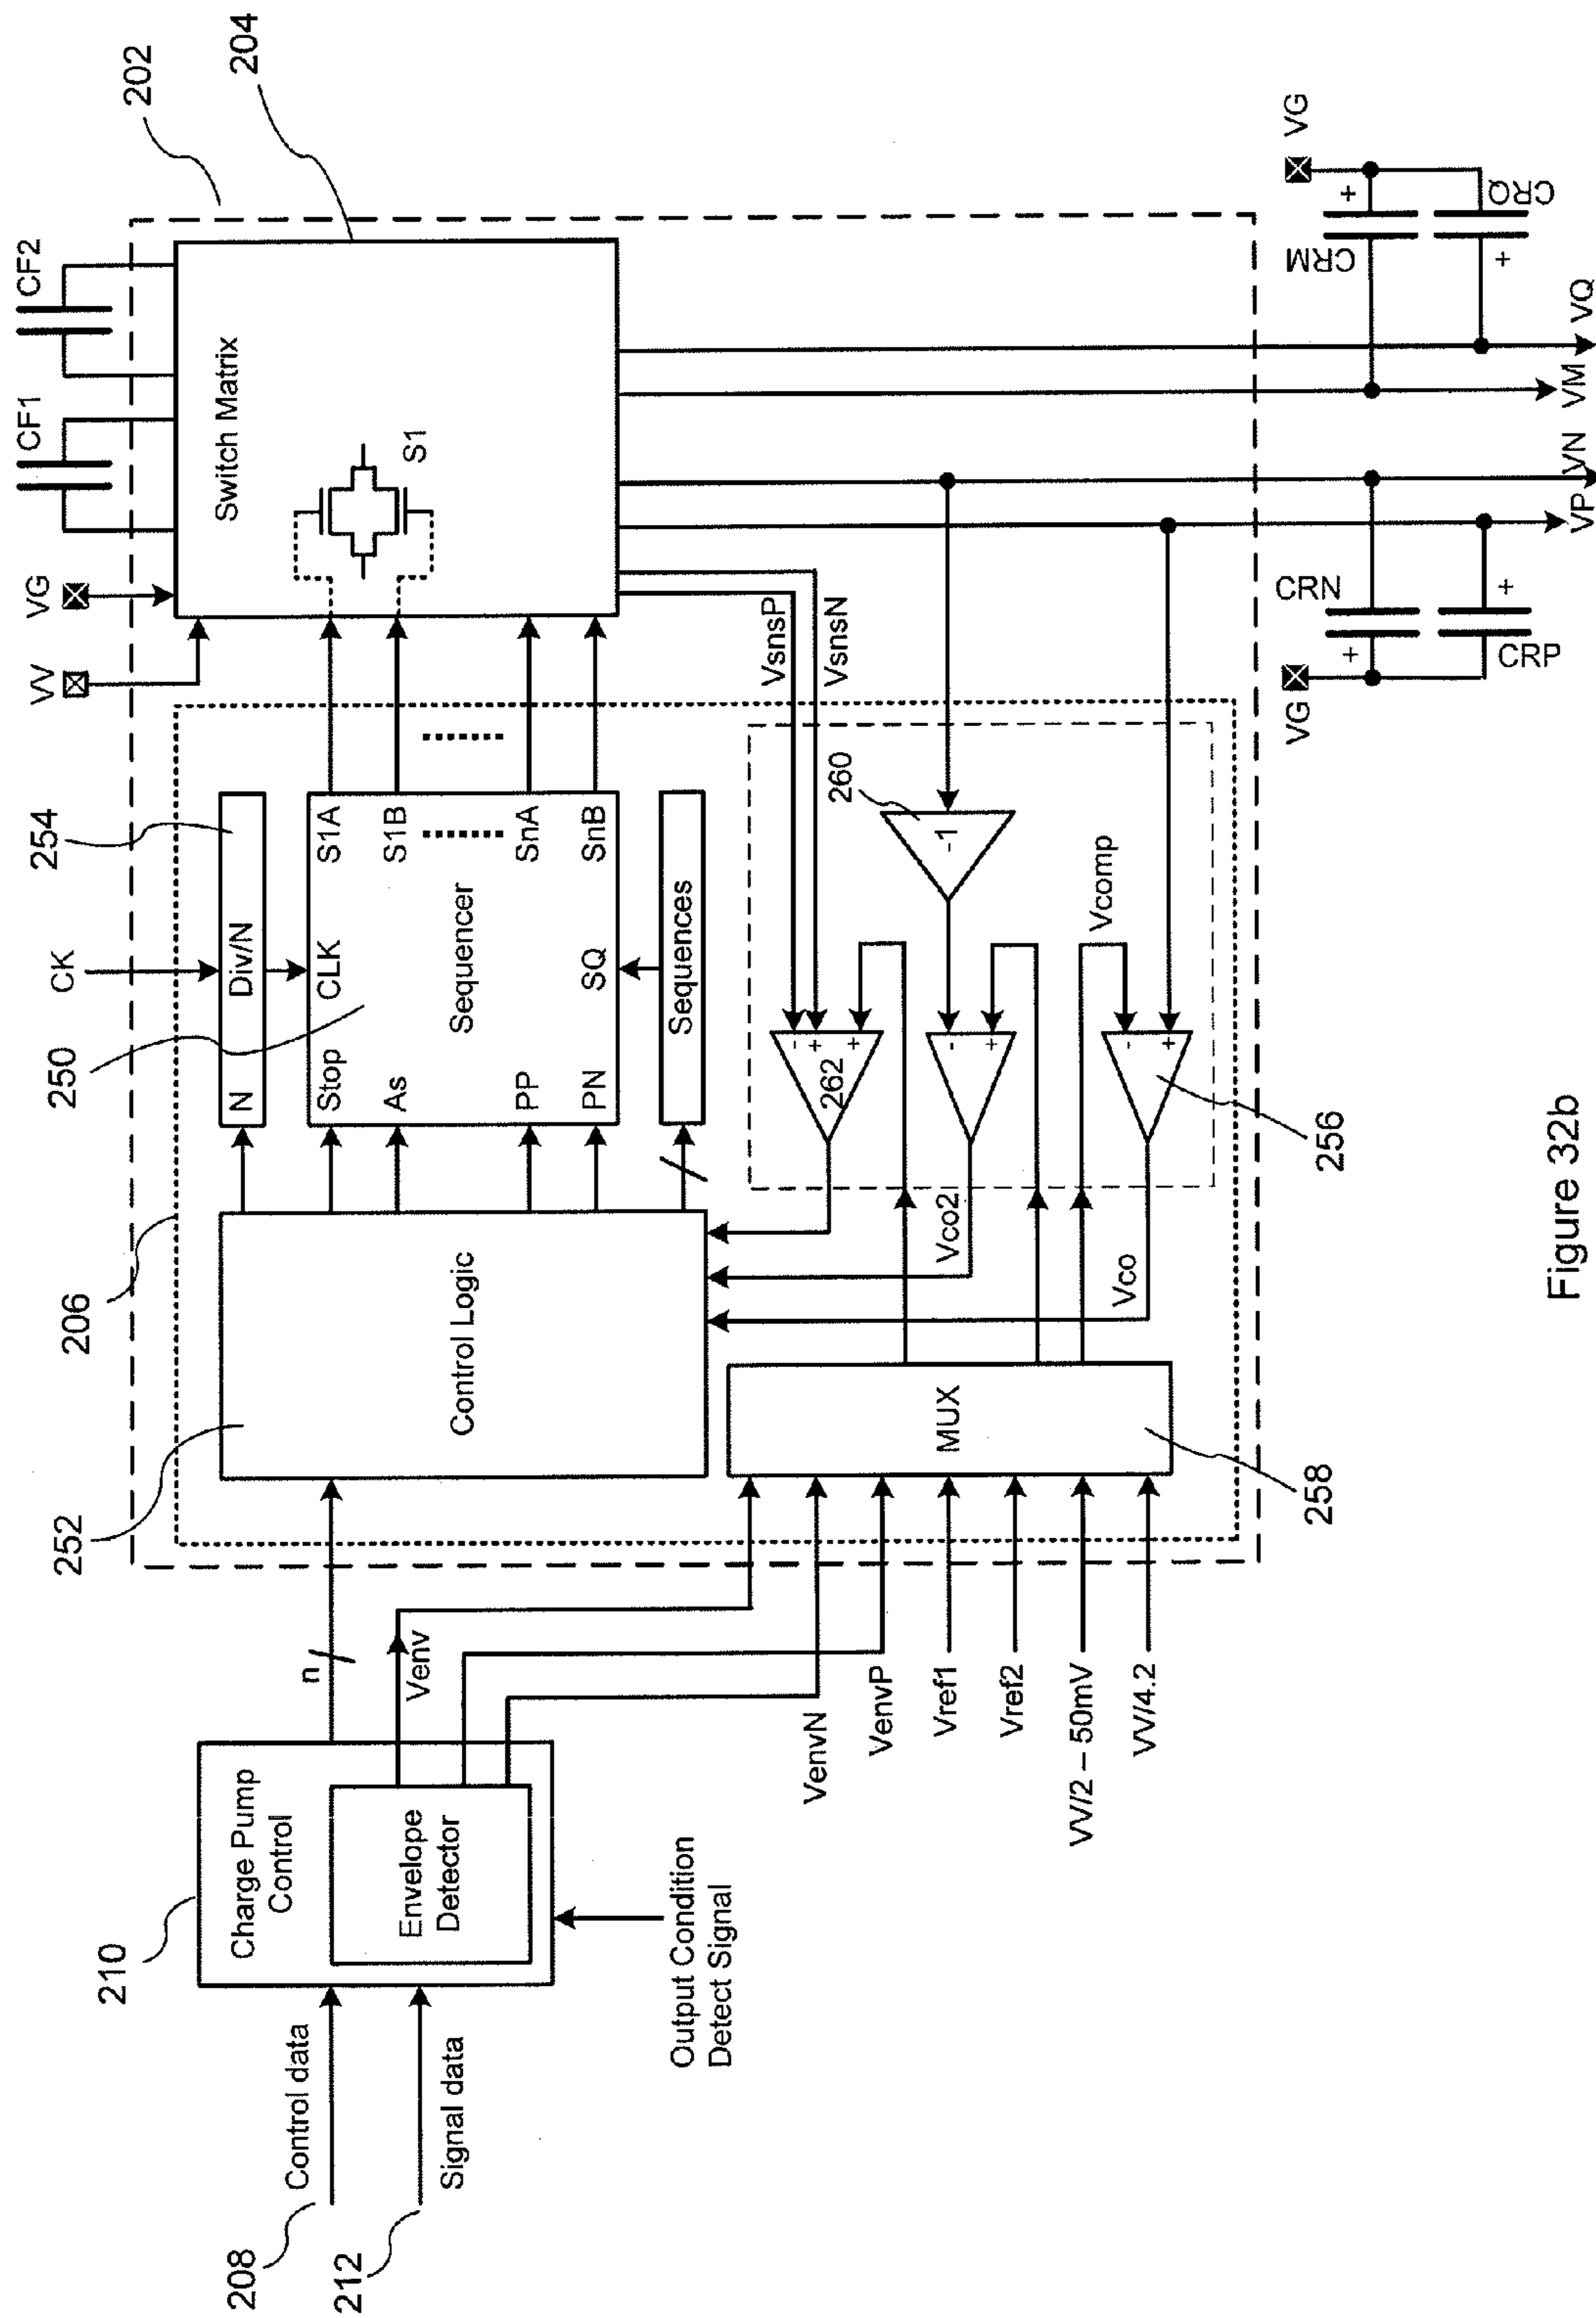 208
Control data
212
Signal data
210
Charge Pump
Control
Envelope
Detector
Output Condition
Detect Signal
n
Venv
VenvN
VenvP
Vref1
Vref2
VV/2 – 50mV
VV/4.2
252
206
250
254
Control Logic
MUX
258
CK
N
Div/N
Stop
CLK
S1A
As
S1B
Sequencer
PP
SnA
PN
SQ
SnB
Sequences
VsnsP
VsnsN
260
-1
262
-
+
+
-
+
-
+
Vcomp
256
Vco2
Vco
VV
VG
CF1
CF2
202
204
Switch Matrix
S1
VG
CRN
+
CRP
+
VP
VN
VM
VQ
CRM
+
CRQ
+
VG
Figure 32b